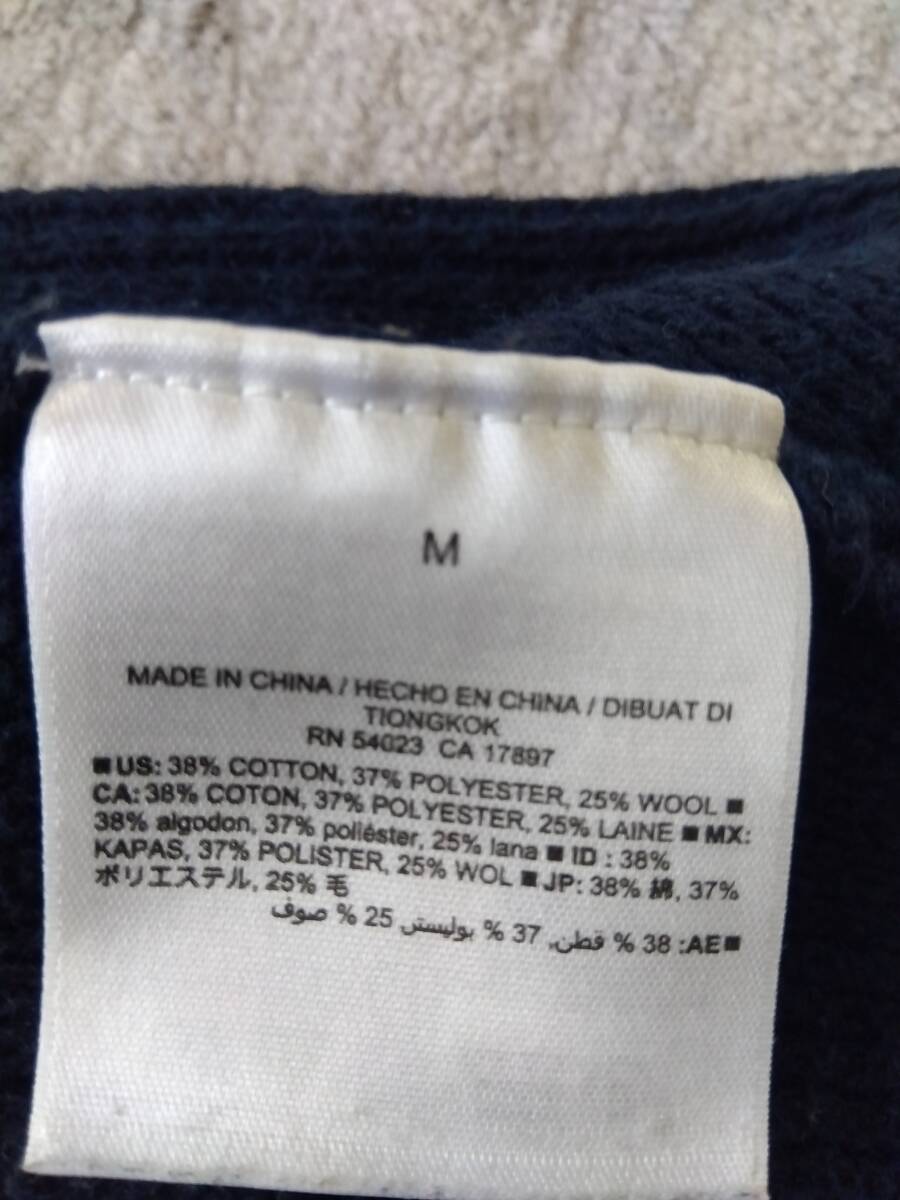 M
MADE IN CHINA / HECHO EN CHINA / DIBUAT DI
TIONGKOK
RN 54023 CA 17897
■US: 38% COTTON, 37% POLYESTER, 25% WOOL ■
CA: 38% COTON, 37% POLYESTER, 25% LAINE ■ MX:
38% algodon, 37% poliéster, 25% lana ■ ID : 38%
KAPAS, 37% POLISTER, 25% WOL ■ JP: 38% 綿, 37%
ポリエステル, 25% 毛
■AE: 38 % قطن, 37 % بوليستر 25 % صوف